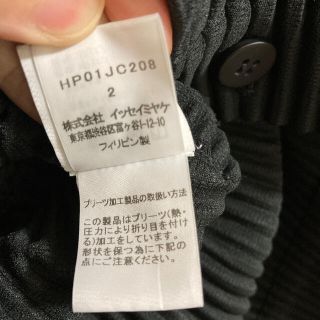 HP01JC208
2
株式会社 イッセイミヤケ
東京都渋谷区富ヶ谷1-12-10
フィリピン製
プリーツ加工製品の取扱い方法
この製品はプリーツ(熱・
圧力により折り目を付け
る)加工をしています。
形状を保つ為に下記の
点にご注意ください。